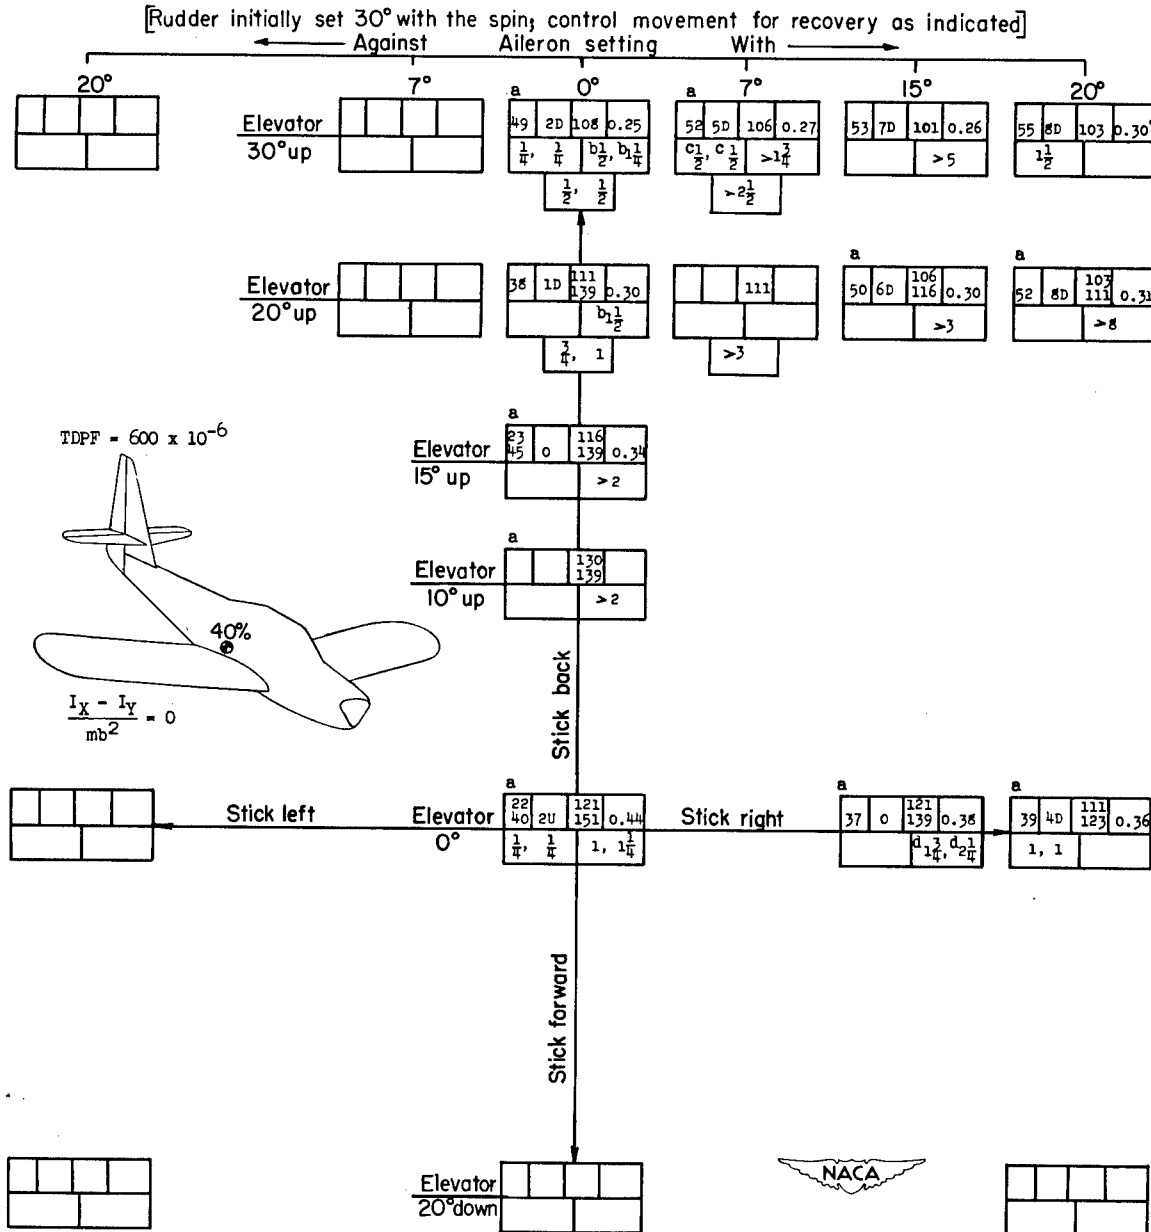 [Rudder initially set 30° with the spin; control movement for recovery as indicated]
Against Aileron setting With
20° 7° 0° 7° 15° 20°
a a
Elevator
30° up
49 2D 108 0.25
1/4, 1/4 b1/2, b1 1/4
1/2, 1/2
52 5D 106 0.27
c1/2, c1/2 >1 3/4
>2 1/2
53 7D 101 0.26
>5
55 8D 103 0.30
1 1/2
Elevator
20° up
38 1D 111 139 0.30
b1 1/2
3/4, 1
111
>3
a
50 6D 106 116 0.30
>3
a
52 8D 103 111 0.31
>8
a
Elevator
15° up
23 45 0 116 139 0.34
>2
a
Elevator
10° up
130 139
>2
TDPF = 600 x 10-6
40%
IX - IY
mb2 = 0
Stick back
Stick left
Elevator
0°
a
22 40 2U 121 151 0.44
1/4, 1/4 1, 1 1/4
Stick right
a
37 0 121 139 0.38
d1 3/4, d2 1/4
a
39 4D 111 123 0.36
1, 1
Stick forward
Elevator
20° down
NACA